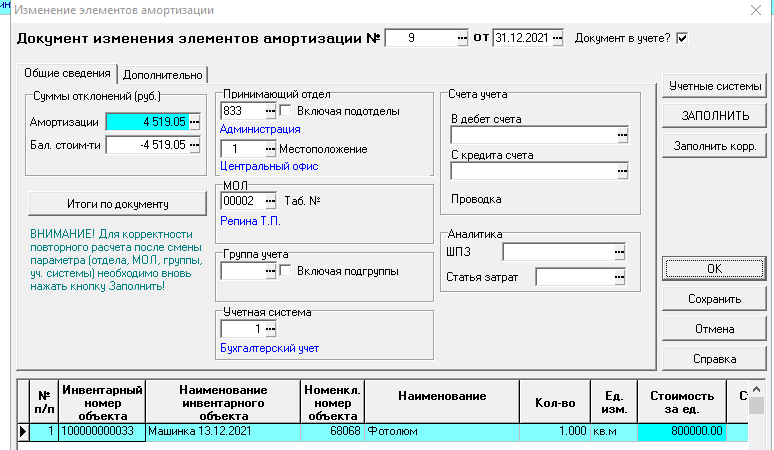 Изменение элементов амортизации
Документ изменения элементов амортизации № 9 от 31.12.2021 Документ в учете?
Общие сведения Дополнительно
Суммы отклонений (руб.)
Амортизации 4 519.05
Бал. стоим-ти -4 519.05
Итоги по документу
ВНИМАНИЕ! Для корректности
повторного расчета после смены
параметра (отдела, МОЛ, группы,
уч. системы) необходимо вновь
нажать кнопку Заполнить!
Принимающий отдел
833 Включая подотделы
Администрация
1 Местоположение
Центральный офис
МОЛ
00002 Таб. №
Репина Т.П.
Группа учета
Включая подгруппы
Учетная система
1
Бухгалтерский учет
Счета учета
В дебет счета
С кредита счета
Проводка
Аналитика
ШПЗ
Статья затрат
Учетные системы
ЗАПОЛНИТЬ
Заполнить корр.
OK
Сохранить
Отмена
Справка
№ п/п Инвентарный номер объекта Наименование инвентарного объекта Номенкл. номер объекта Наименование Кол-во Ед. изм. Стоимость за ед.
1 100000000033 Машинка 13.12.2021 68068 Фотолюм 1.000 кв.м 800000.00